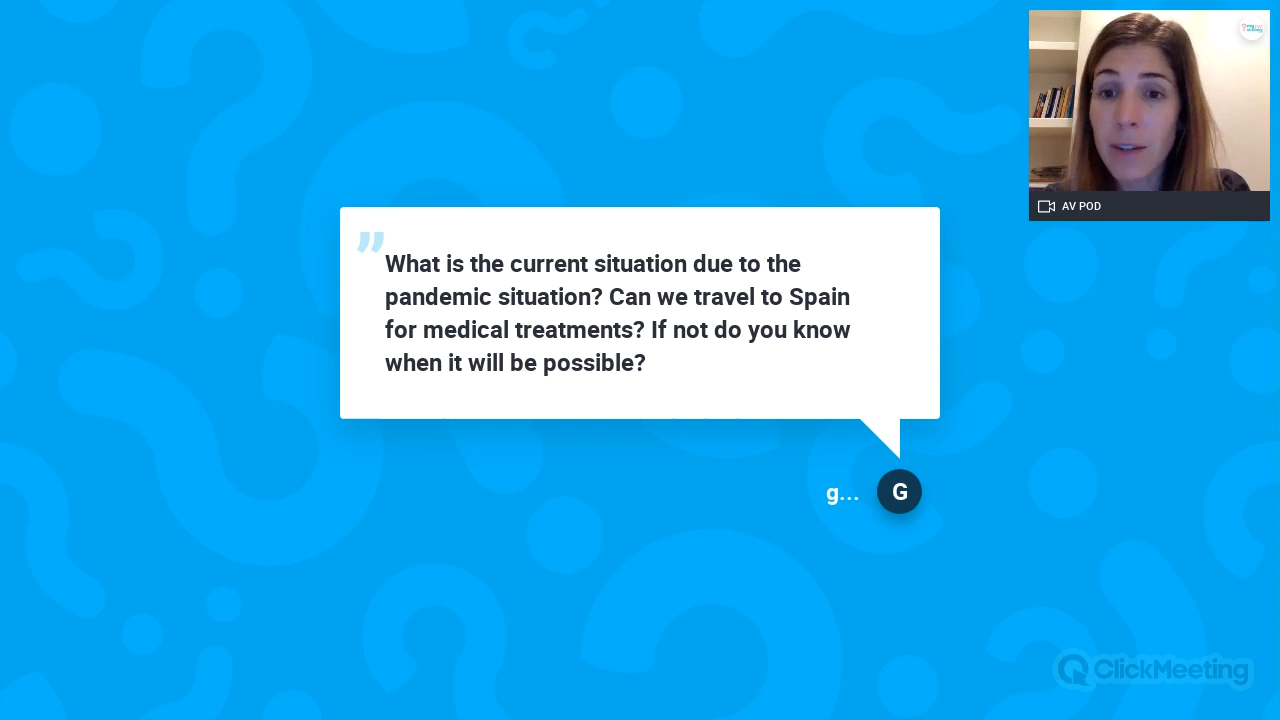 What is the current situation due to the
pandemic situation? Can we travel to Spain
for medical treatments? If not do you know
when it will be possible?
g...
G
AV POD
ClickMeeting